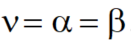 ν = α = β